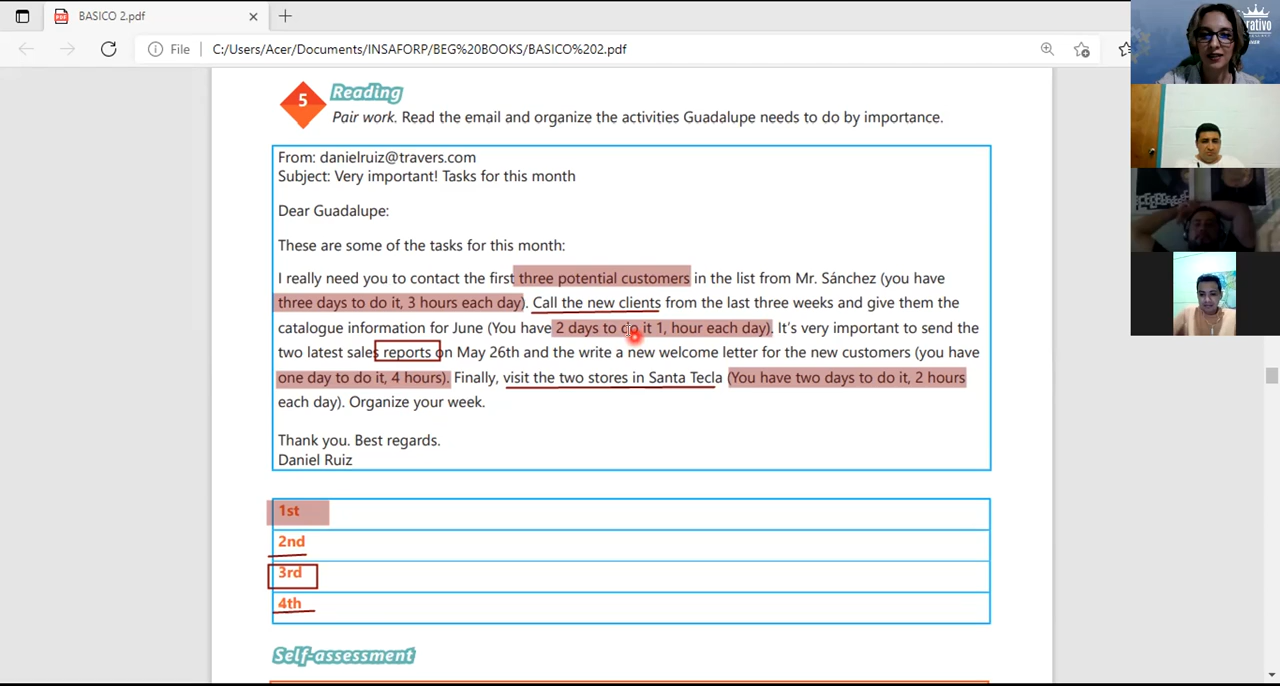 BASICO 2.pdf
File
C:/Users/Acer/Documents/INSAFORP/BEG%20BOOKS/BASICO%202.pdf
5
Reading
Pair work. Read the email and organize the activities Guadalupe needs to do by importance.
From: danielruiz@travers.com
Subject: Very important! Tasks for this month
Dear Guadalupe:
These are some of the tasks for this month:
I really need you to contact the first three potential customers in the list from Mr. Sánchez (you have
three days to do it, 3 hours each day). Call the new clients from the last three weeks and give them the
catalogue information for June (You have 2 days to do it 1, hour each day). It's very important to send the
two latest sales reports on May 26th and the write a new welcome letter for the new customers (you have
one day to do it, 4 hours). Finally, visit the two stores in Santa Tecla (You have two days to do it, 2 hours
each day). Organize your week.
Thank you. Best regards.
Daniel Ruiz
1st
2nd
3rd
4th
Self-assessment